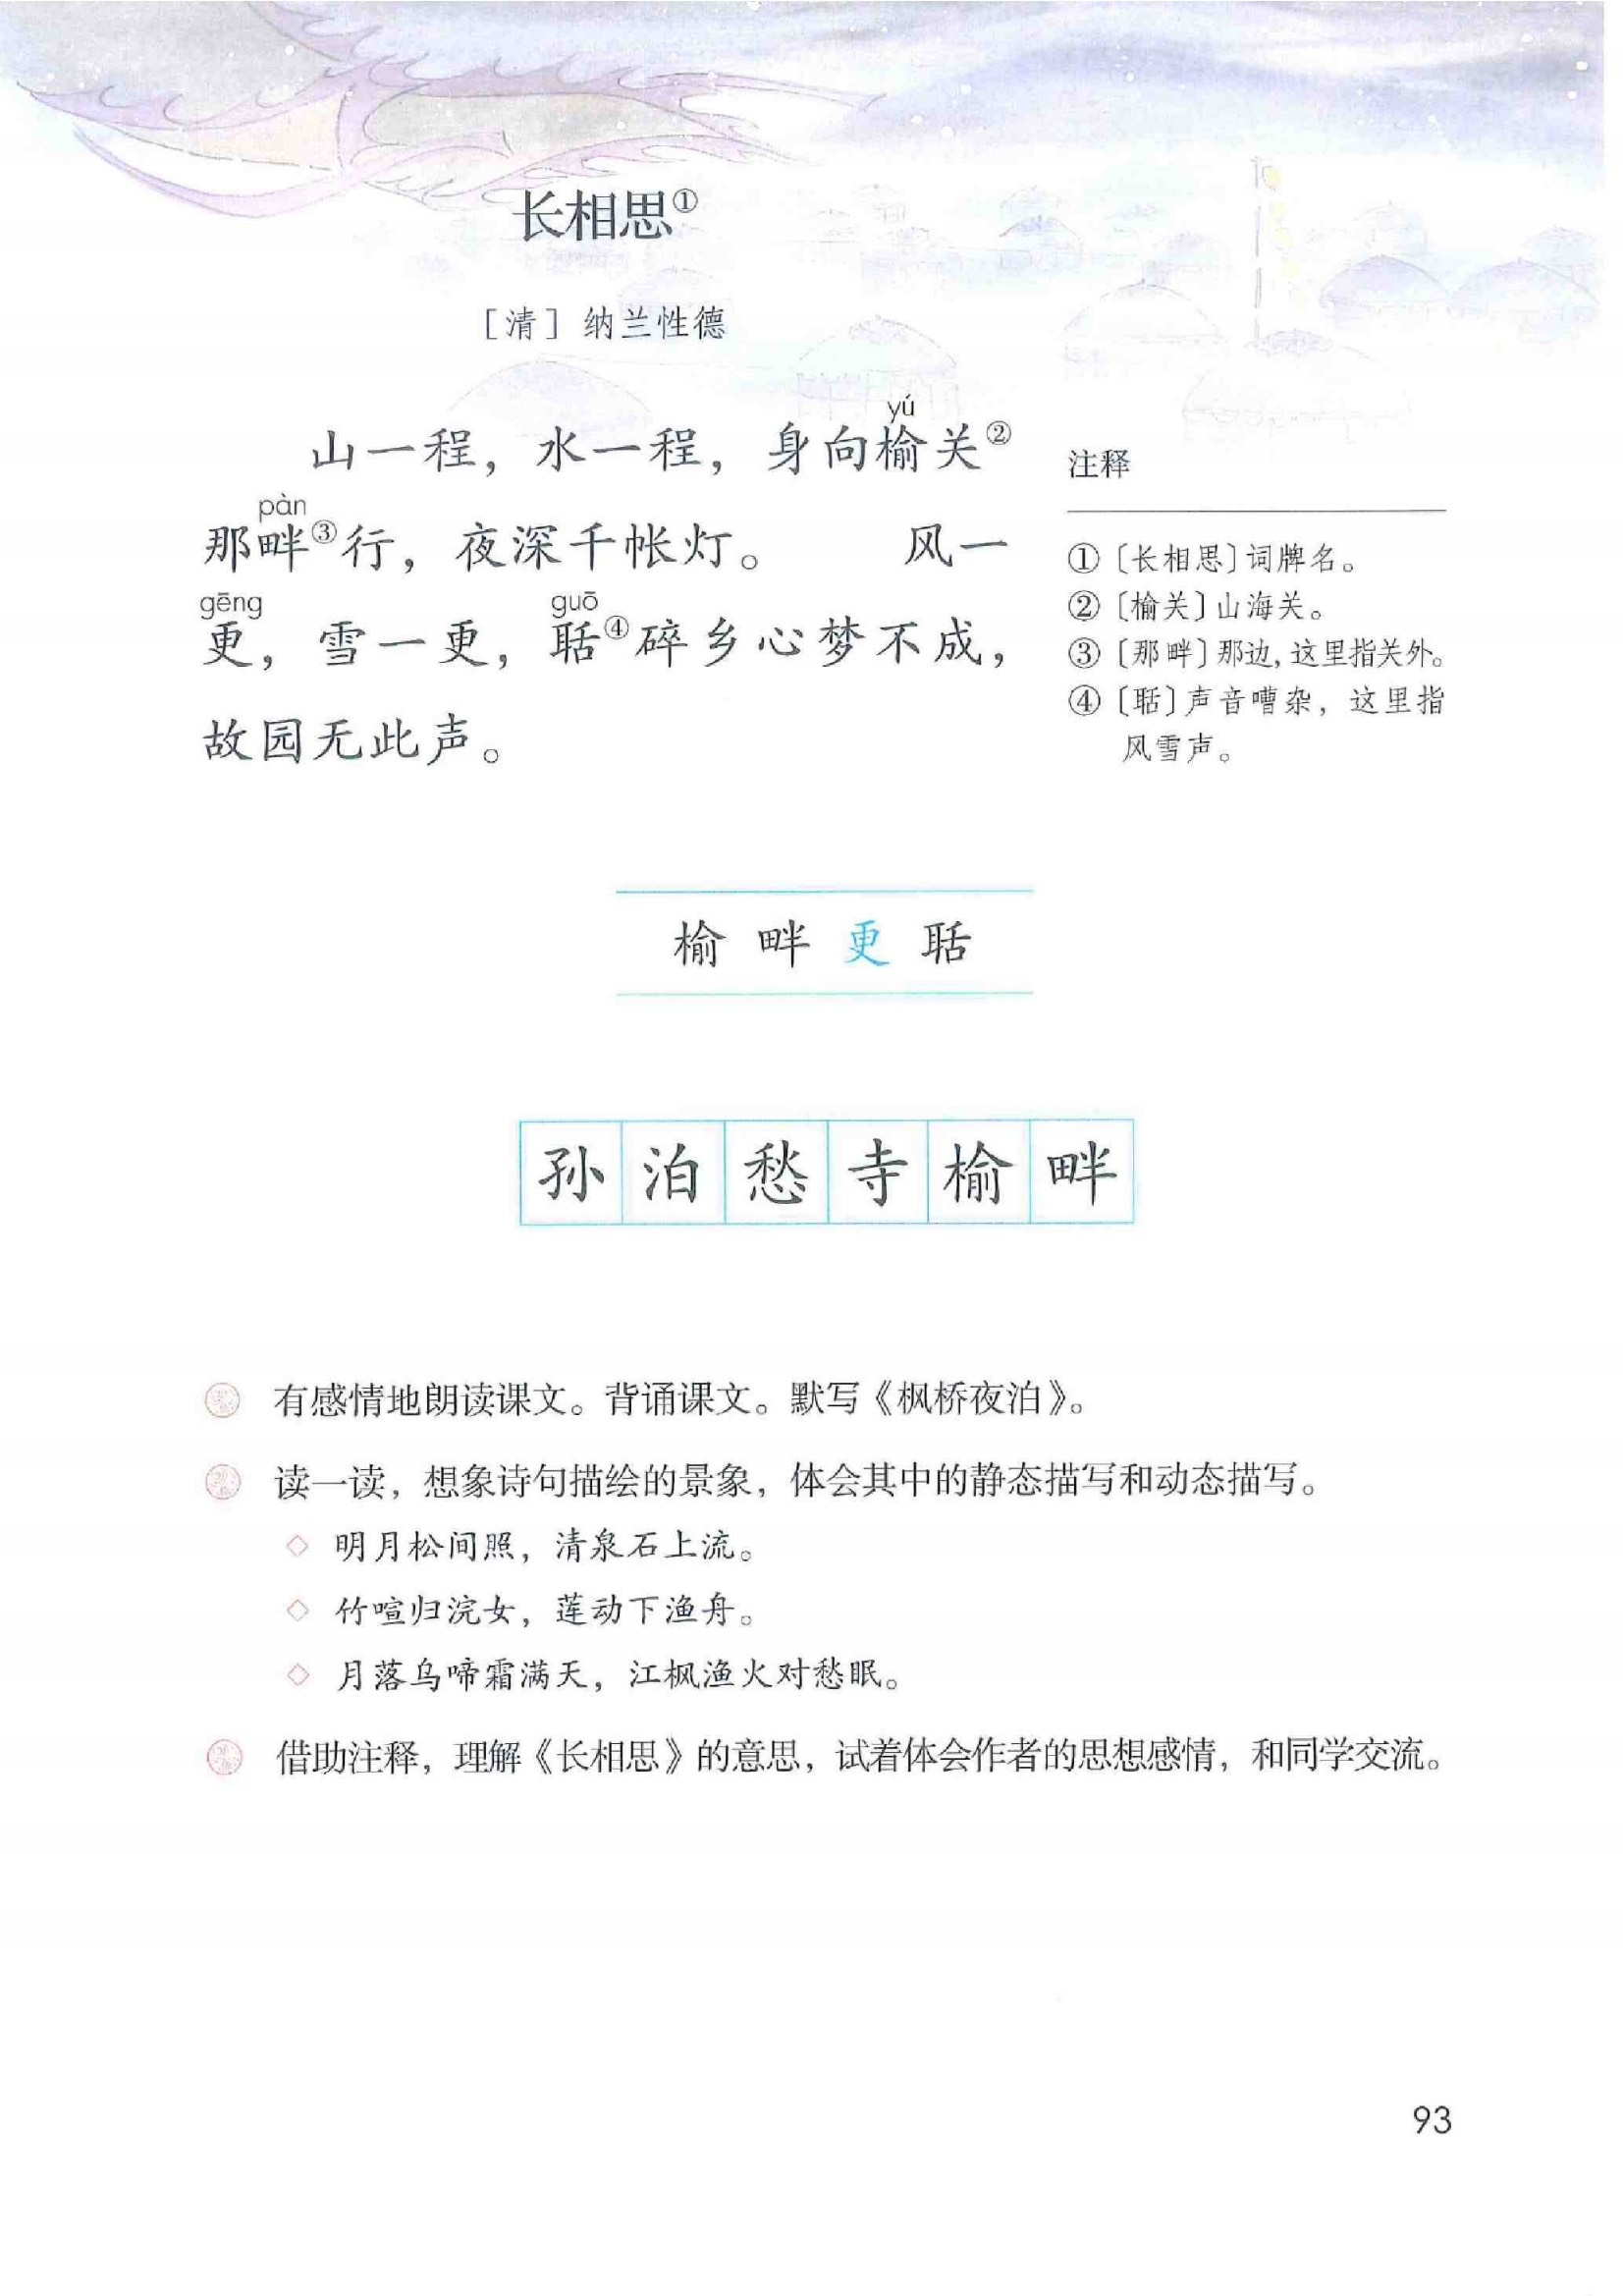 长相思①
［清］纳兰性德
yú
山一程，水一程，身向榆关②
pàn
那畔③行，夜深千帐灯。 风一
gēng guō
更，雪一更，聒④碎乡心梦不成，
故园无此声。
注释
①〔长相思〕词牌名。
②〔榆关〕山海关。
③〔那畔〕那边，这里指关外。
④〔聒〕声音嘈杂，这里指
风雪声。
榆 畔 更 聒
孙 泊 愁 寺 榆 畔
有感情地朗读课文。背诵课文。默写《枫桥夜泊》。
读一读，想象诗句描绘的景象，体会其中的静态描写和动态描写。
◇ 明月松间照，清泉石上流。
◇ 竹喧归浣女，莲动下渔舟。
◇ 月落乌啼霜满天，江枫渔火对愁眠。
借助注释，理解《长相思》的意思，试着体会作者的思想感情，和同学交流。
93